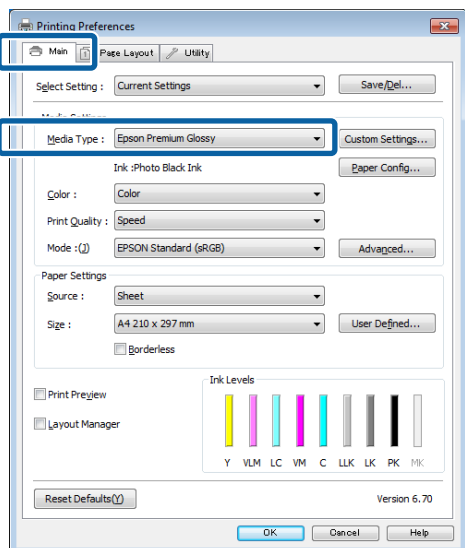 Printing Preferences
Main Page Layout Utility
Select Setting : Current Settings Save/Del...
Media Settings
Media Type : Epson Premium Glossy Custom Settings...
Ink :Photo Black Ink Paper Config...
Color : Color
Print Quality : Speed
Mode :(J) EPSON Standard (sRGB) Advanced...
Paper Settings
Source : Sheet
Size : A4 210 x 297 mm User Defined...
Borderless
Ink Levels
Print Preview
Layout Manager
Y VLM LC VM C LLK LK PK MK
Reset Defaults(Y) Version 6.70
OK Cancel Help